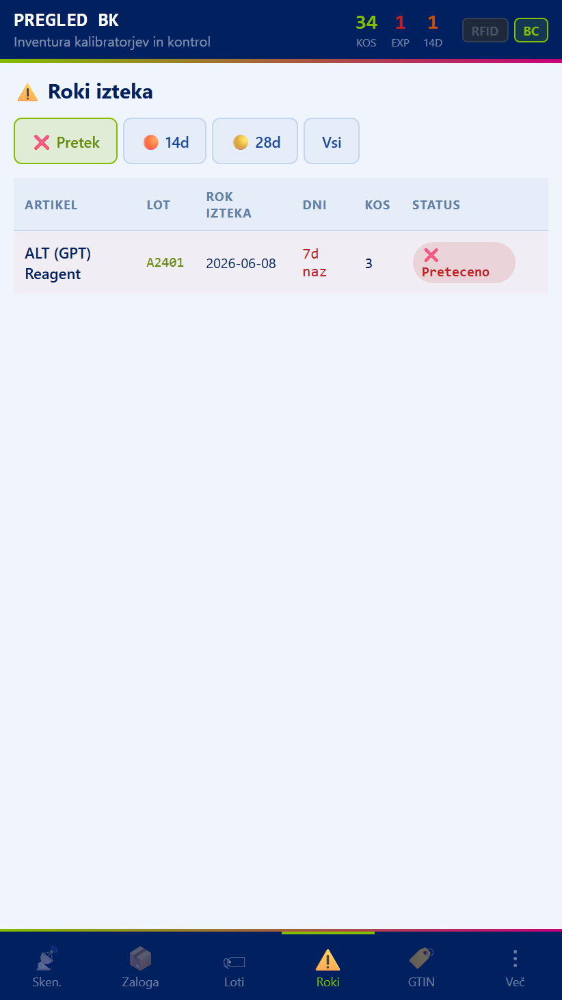 PREGLED BK
Inventura kalibratorjev in kontrol
34 1 1
KOS EXP 14D
RFID BC
Roki izteka
Pretek 14d 28d Vsi
ARTIKEL LOT ROK IZTEKA DNI KOS STATUS
ALT (GPT) Reagent A2401 2026-06-08 7d naz 3 Preteceno
Sken. Zaloga Loti Roki GTIN Več